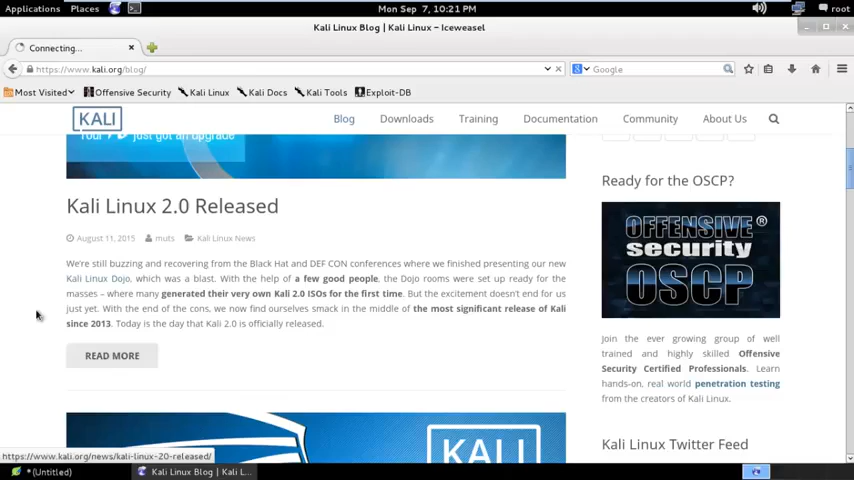 Applications Places Mon Sep 7, 10:21 PM root
Kali Linux Blog | Kali Linux - Iceweasel
Connecting...
https://www.kali.org/blog/ Google
Most Visited Offensive Security Kali Linux Kali Docs Kali Tools Exploit-DB
KALI Blog Downloads Training Documentation Community About Us
just got an upgrade
Ready for the OSCP?
Kali Linux 2.0 Released
August 11, 2015 muts Kali Linux News
OFFENSIVE®
security
OSCP
We're still buzzing and recovering from the Black Hat and DEF CON conferences where we finished presenting our new
Kali Linux Dojo, which was a blast. With the help of a few good people, the Dojo rooms were set up ready for the
masses – where many generated their very own Kali 2.0 ISOs for the first time. But the excitement doesn't end for us
just yet. With the end of the cons, we now find ourselves smack in the middle of the most significant release of Kali
since 2013. Today is the day that Kali 2.0 is officially released.
READ MORE
Join the ever growing group of well
trained and highly skilled Offensive
Security Certified Professionals. Learn
hands-on, real world penetration testing
from the creators of Kali Linux.
Kali Linux Twitter Feed
KALI
https://www.kali.org/news/kali-linux-20-released/
*(Untitled) Kali Linux Blog | Kali L...